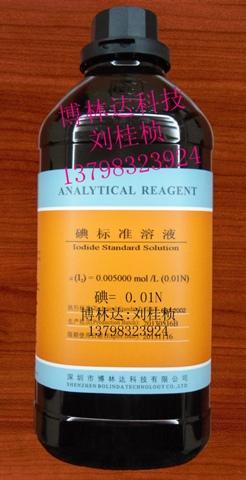 博林达科技
刘桂桢
13798323924
ANALYTICAL REAGENT
碘标准溶液
Iodide Standard Solution
c(I₂) = 0.005000 mol /L (0.01N)
碘= 0.01N
2002
博林达:刘桂桢
20130516B
13798323924
深圳市博林达科技有限公司
SHENZHEN BOLINDA TECHNOLOGY CO.,LTD